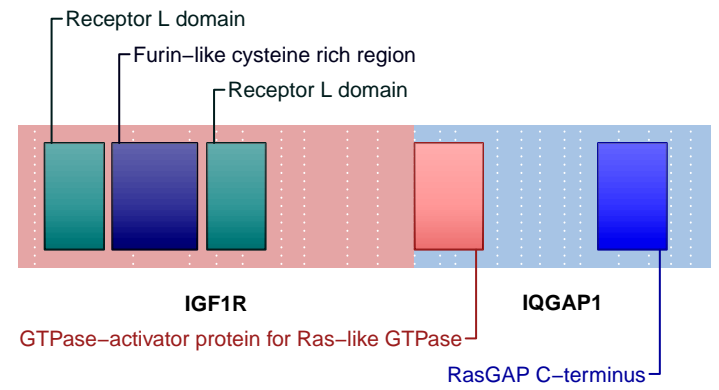 Receptor L domain
Furin−like cysteine rich region
Receptor L domain
IGF1R
IQGAP1
GTPase−activator protein for Ras−like GTPase
RasGAP C−terminus